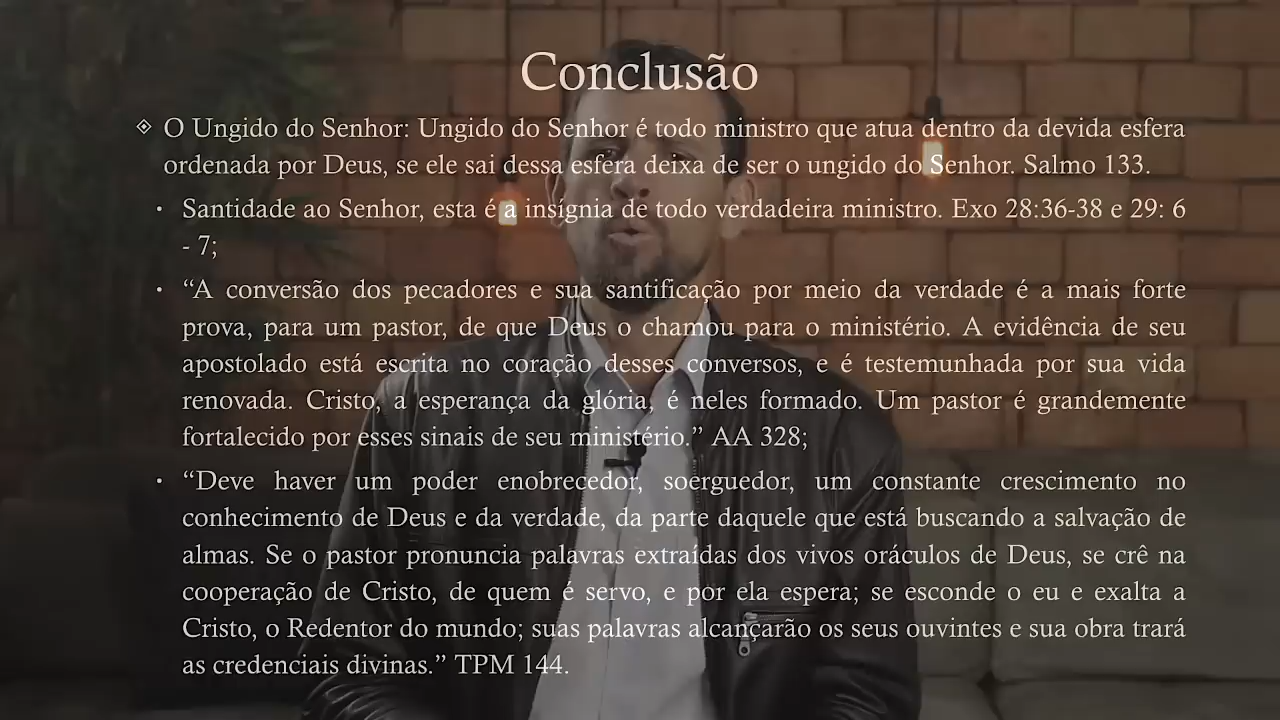 Conclusão
O Ungido do Senhor: Ungido do Senhor é todo ministro que atua dentro da devida esfera
ordenada por Deus, se ele sai dessa esfera deixa de ser o ungido do Senhor. Salmo 133.
• Santidade ao Senhor, esta é a insígnia de todo verdadeira ministro. Exo 28:36-38 e 29: 6
- 7;
• “A conversão dos pecadores e sua santificação por meio da verdade é a mais forte
prova, para um pastor, de que Deus o chamou para o ministério. A evidência de seu
apostolado está escrita no coração desses conversos, e é testemunhada por sua vida
renovada. Cristo, a esperança da glória, é neles formado. Um pastor é grandemente
fortalecido por esses sinais de seu ministério.” AA 328;
• “Deve haver um poder enobrecedor, soerguedor, um constante crescimento no
conhecimento de Deus e da verdade, da parte daquele que está buscando a salvação de
almas. Se o pastor pronuncia palavras extraídas dos vivos oráculos de Deus, se crê na
cooperação de Cristo, de quem é servo, e por ela espera; se esconde o eu e exalta a
Cristo, o Redentor do mundo; suas palavras alcançarão os seus ouvintes e sua obra trará
as credenciais divinas.” TPM 144.